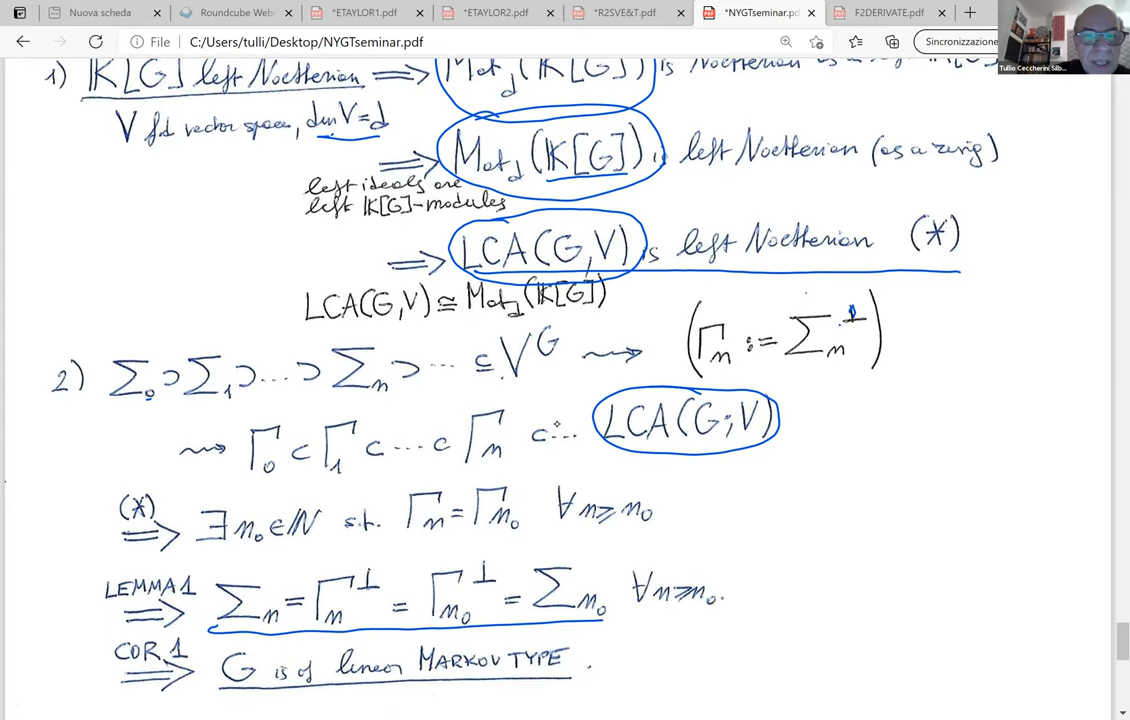 Nuova scheda
Roundcube Web
*ETAYLOR1.pdf
*ETAYLOR2.pdf
*R2SVE&T.pdf
*NYGTseminar.pd
F2DERIVATE.pdf
File C:/Users/tulli/Desktop/NYGTseminar.pdf
Sincronizzazione
Tullio Ceccherini Silb...
1) K[G] left Noetherian ⟹ Mat_d(K[G]) is Noetherian as a
V f.d vector space, dim V=d
⟹ Mat_d(K[G]) is left Noetherian (as a ring)
left ideals are
left K[G]-modules
⟹ LCA(G,V) is left Noetherian (*)
LCA(G,V) ≅ Mat_d(K[G])
2) Σ_0 ⊃ Σ_1 ⊃ ... ⊃ Σ_n ⊃ ... ⊆ V^G ⇝ (Γ_n := Σ_n^⊥)
⇝ Γ_0 ⊂ Γ_1 ⊂ ... ⊂ Γ_n ⊂ ... LCA(G;V)
(*) ⟹ ∃ n_0 ∈ ℕ s.t. Γ_n = Γ_{n_0} ∀ n ≥ n_0
LEMMA 1 ⟹ Σ_n = Γ_n^⊥ = Γ_{n_0}^⊥ = Σ_{n_0} ∀ n ≥ n_0.
COR. 1 ⟹ G is of linear MARKOV TYPE.